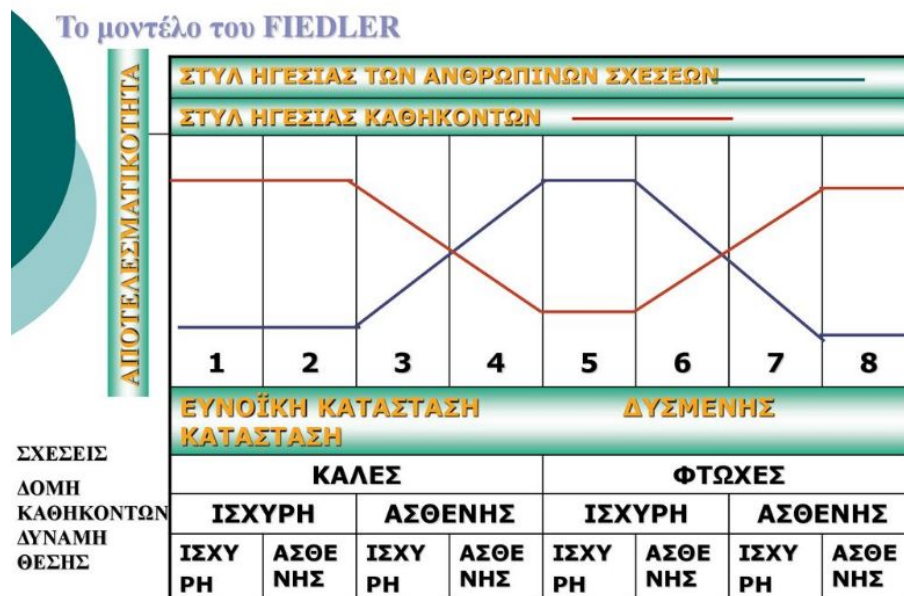 Το μοντέλο του FIEDLER
ΑΠΟΤΕΛΕΣΜΑΤΙΚΟΤΗΤΑ
ΣΤΥΛ ΗΓΕΣΙΑΣ ΤΩΝ ΑΝΘΡΩΠΙΝΩΝ ΣΧΕΣΕΩΝ
ΣΤΥΛ ΗΓΕΣΙΑΣ ΚΑΘΗΚΟΝΤΩΝ
1 2 3 4 5 6 7 8
ΕΥΝΟΪΚΗ ΚΑΤΑΣΤΑΣΗ ΔΥΣΜΕΝΗΣ
ΚΑΤΑΣΤΑΣΗ
ΣΧΕΣΕΙΣ
ΚΑΛΕΣ ΦΤΩΧΕΣ
ΔΟΜΗ
ΚΑΘΗΚΟΝΤΩΝ
ΙΣΧΥΡΗ ΑΣΘΕΝΗΣ ΙΣΧΥΡΗ ΑΣΘΕΝΗΣ
ΔΥΝΑΜΗ
ΘΕΣΗΣ
ΙΣΧΥ ΑΣΘΕ ΙΣΧΥ ΑΣΘΕ ΙΣΧΥ ΑΣΘΕ ΙΣΧΥ ΑΣΘΕ
ΡΗ ΝΗΣ ΡΗ ΝΗΣ ΡΗ ΝΗΣ ΡΗ ΝΗΣ